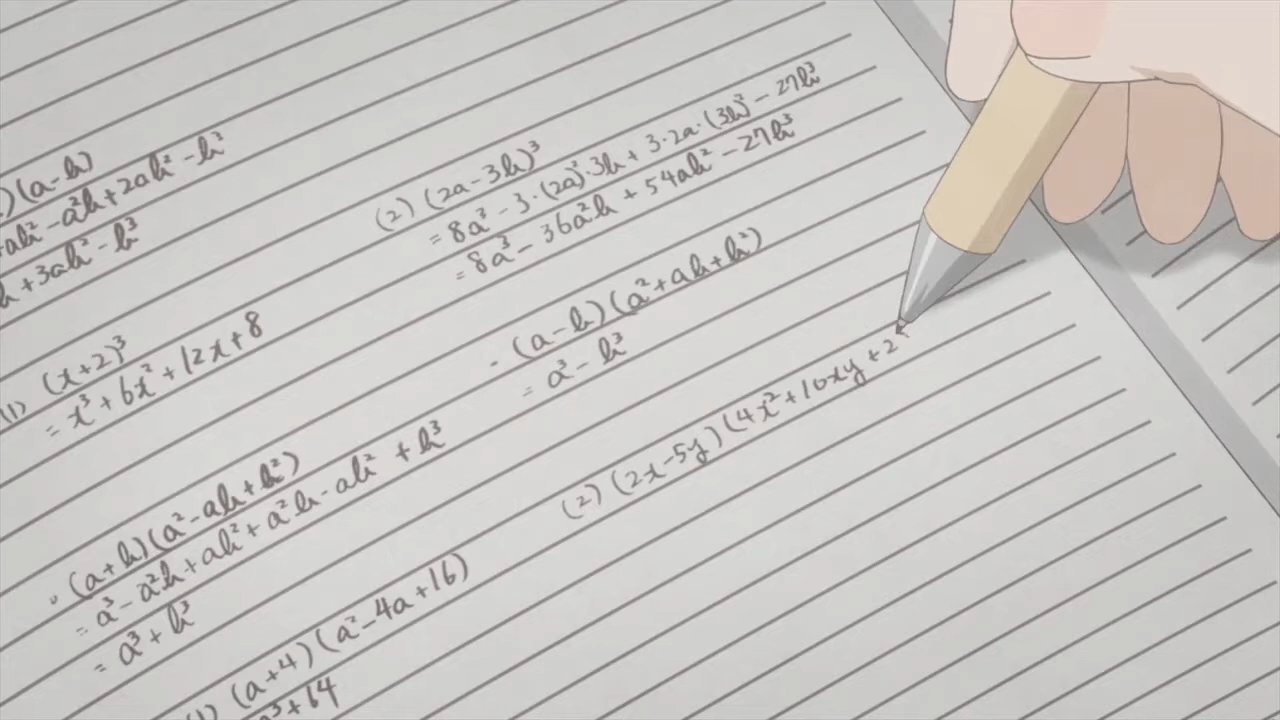 )(a-b)
+ab²-a²b+2ab²-b³
b+3ab²-b³
(2) (2a-3b)³
=8a³-3·(2a)²·3b+3·2a·(3b)²-27b³
=8a³-36a²b+54ab²-27b³
(1) (x+2)³
=x³+6x²+12x+8
· (a-b)(a²+ab+b²)
=a³-b³
· (a+b)(a²-ab+b²)
=a³-a²b+ab²+a²b-ab²+b³
=a³+b³
(2) (2x-5y)(4x²+10xy+2
(1) (a+4)(a²-4a+16)
a³+64